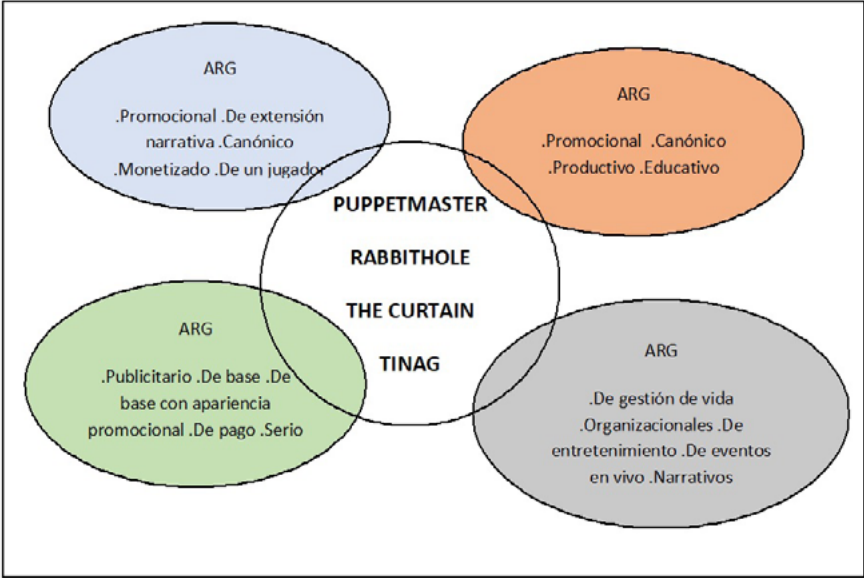 ARG
.Promocional .De extensión
narrativa .Canónico
.Monetizado .De un jugador
ARG
.Promocional .Canónico
.Productivo .Educativo
PUPPETMASTER
RABBITHOLE
THE CURTAIN
TINAG
ARG
.Publicitario .De base .De
base con apariencia
promocional .De pago .Serio
ARG
.De gestión de vida
.Organizacionales .De
entretenimiento .De eventos
en vivo .Narrativos